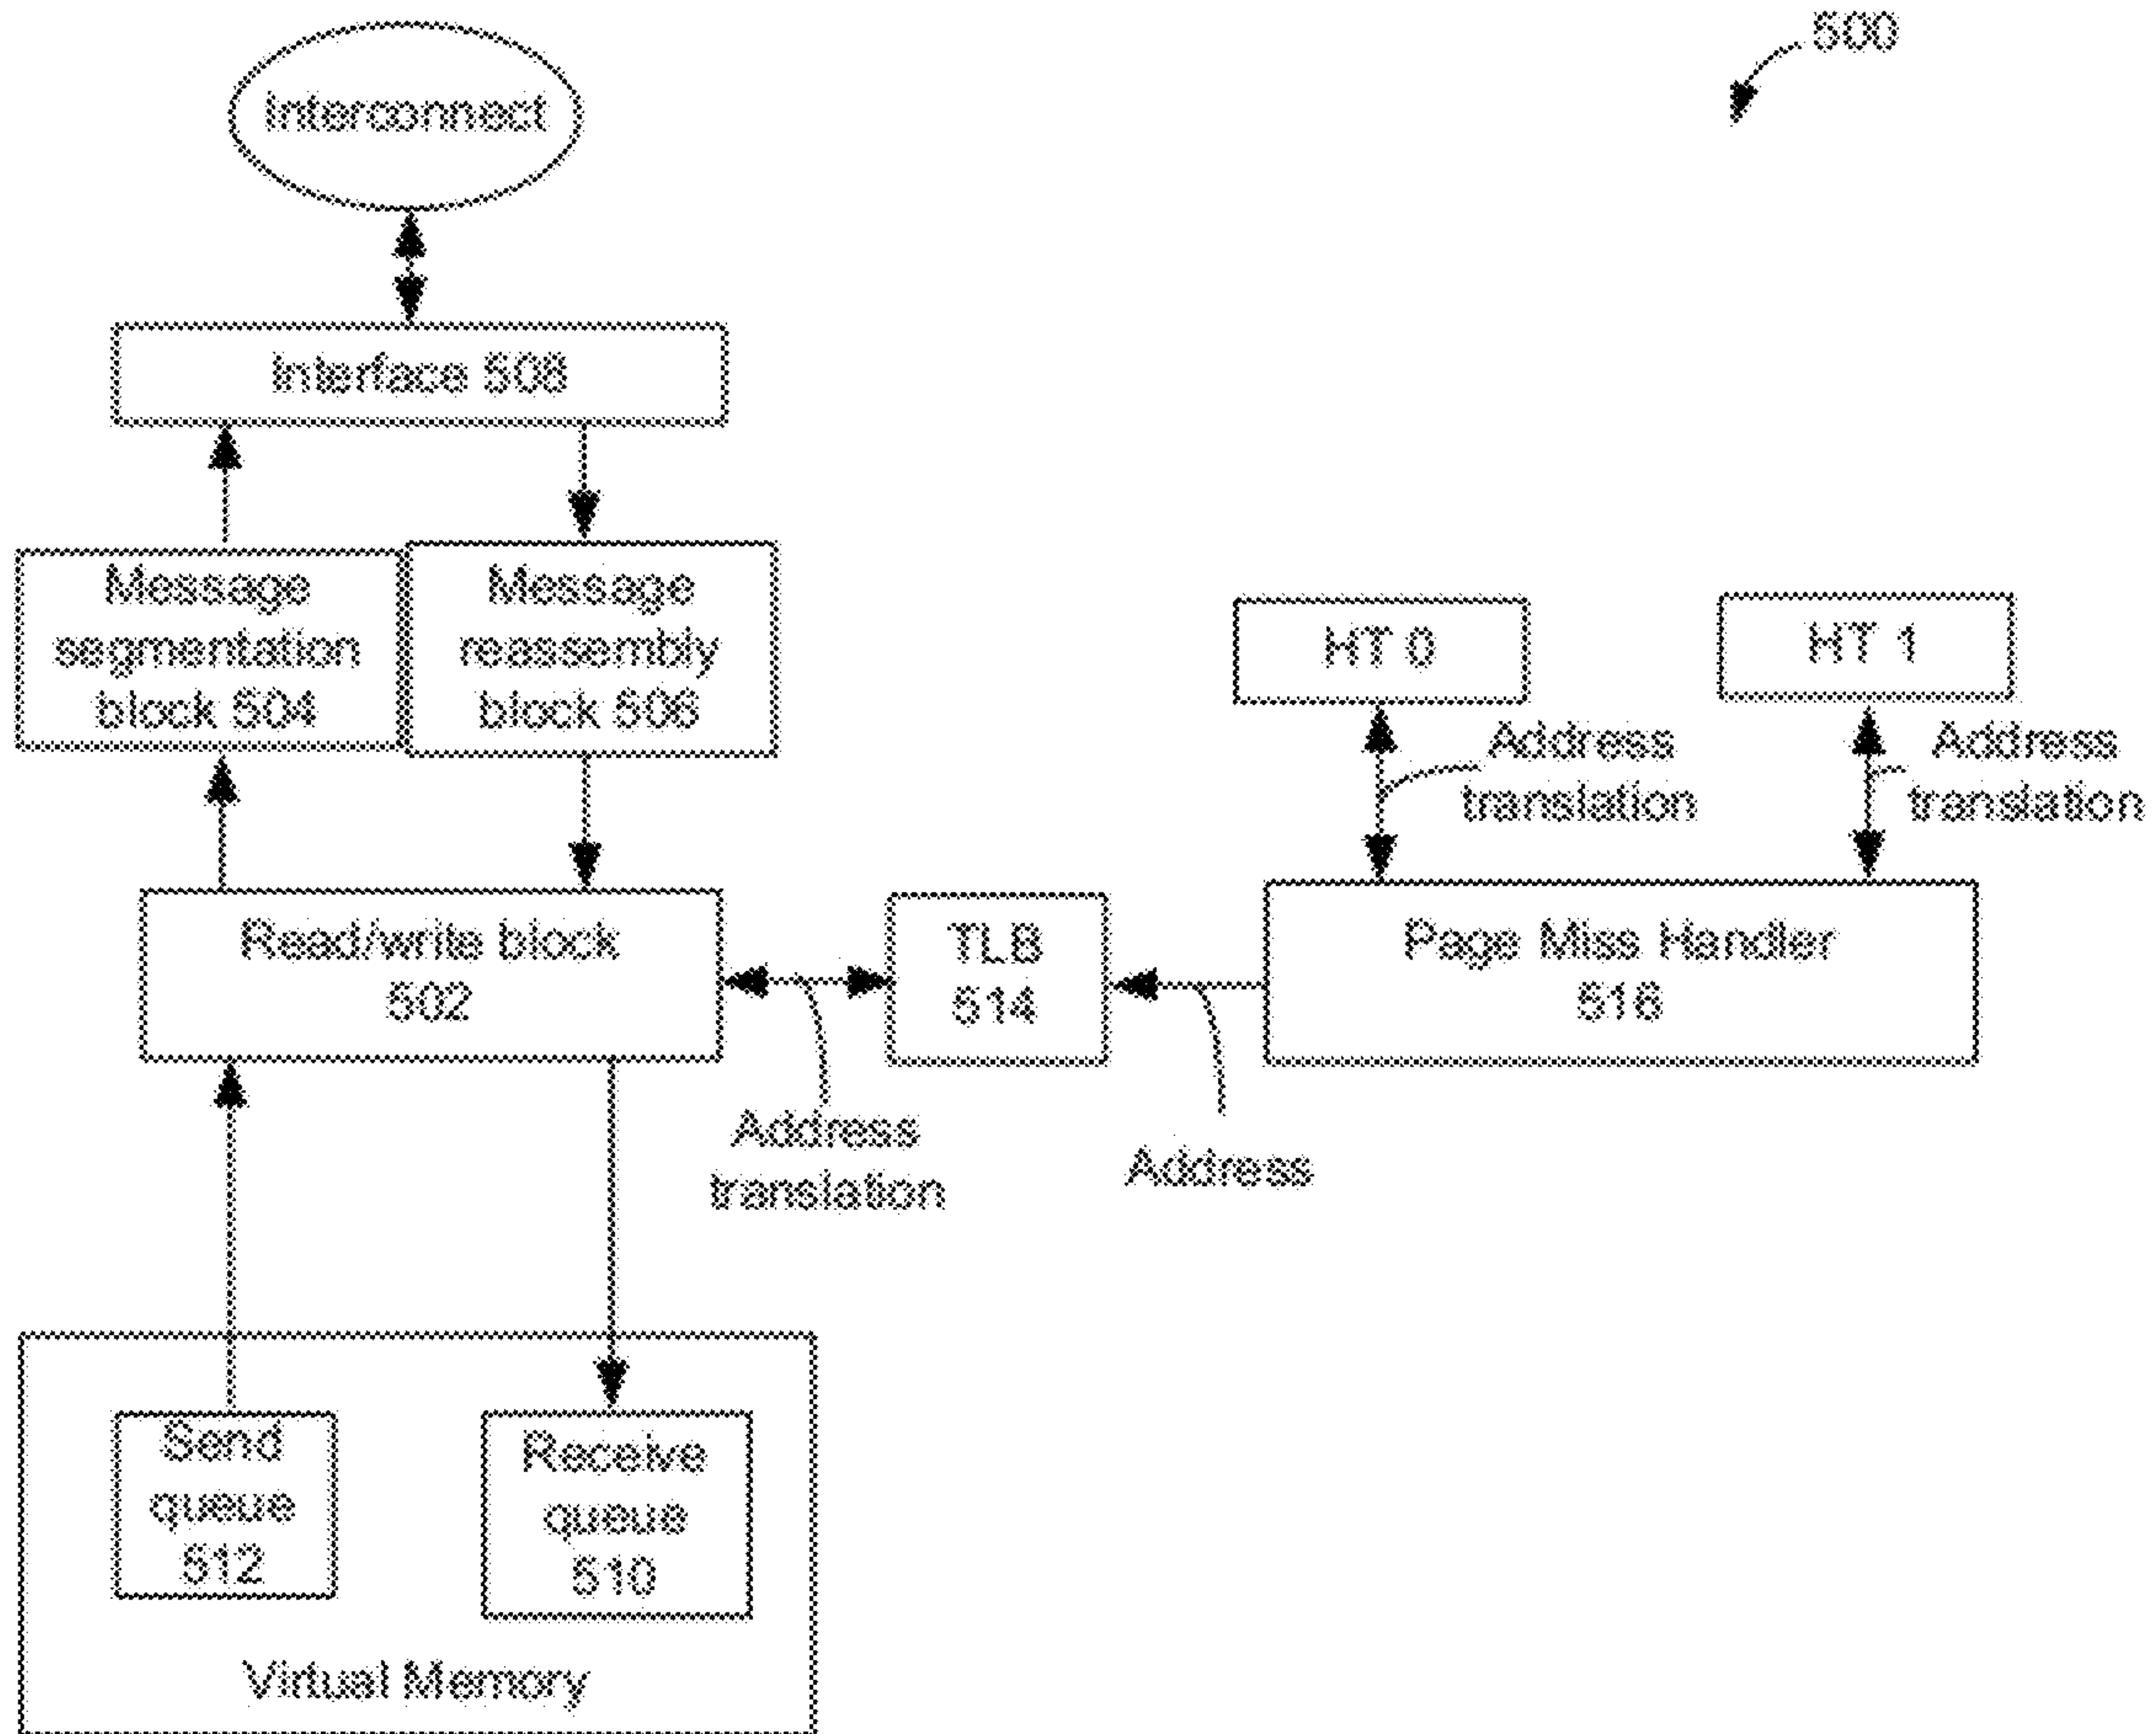 500
Interconnect
Interface 508
Message
segmentation
block 504
Message
reassembly
block 506
HT 0
HT 1
Address
translation
Address
translation
Read/write block
502
TLB
514
Page Miss Handler
516
Address
translation
Address
Send
queue
512
Receive
queue
510
Virtual Memory